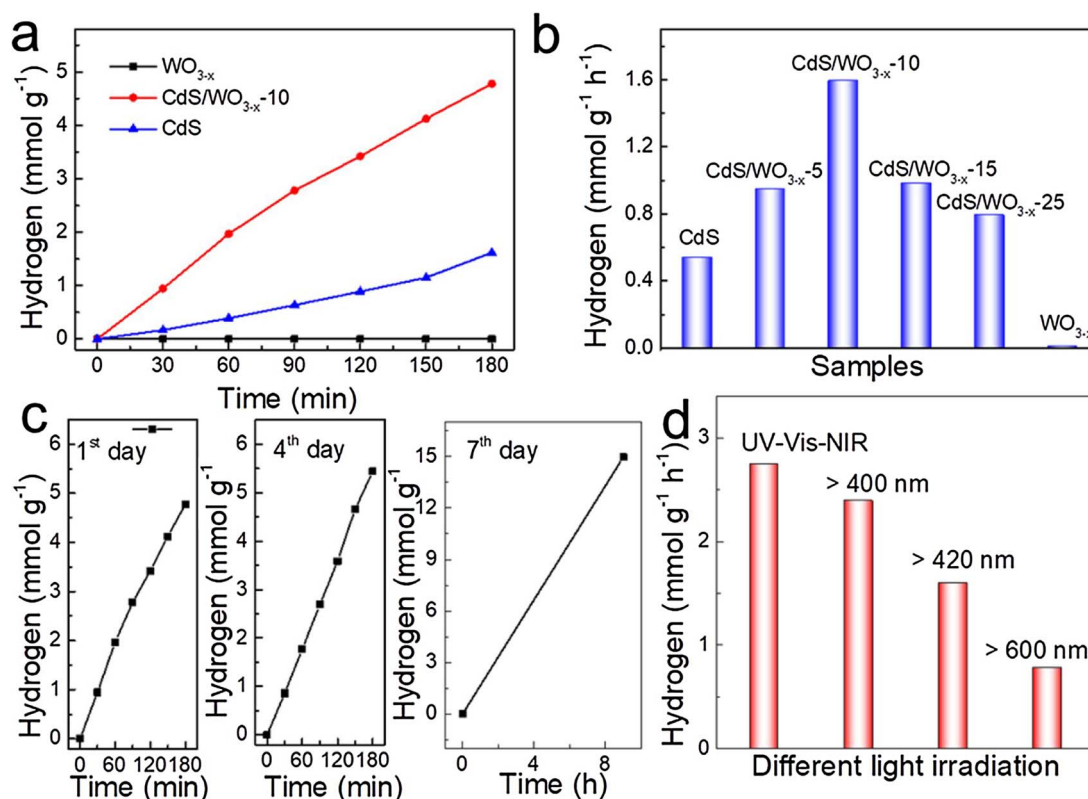 a
Hydrogen (mmol g⁻¹)
5
4
3
2
1
0
WO₃₋ₓ
CdS/WO₃₋ₓ-10
CdS
0 30 60 90 120 150 180
Time (min)
b
Hydrogen (mmol g⁻¹ h⁻¹)
1.6
1.2
0.8
0.4
0.0
CdS
CdS/WO₃₋ₓ-5
CdS/WO₃₋ₓ-10
CdS/WO₃₋ₓ-15
CdS/WO₃₋ₓ-25
WO₃₋ₓ
Samples
c
Hydrogen (mmol g⁻¹)
6
5
4
3
2
1
0
1ˢᵗ day
0 60 120 180
Time (min)
Hydrogen (mmol g⁻¹)
6
5
4
3
2
1
0
4ᵗʰ day
0 60 120 180
Time (min)
Hydrogen (mmol g⁻¹)
15
12
9
6
3
0
7ᵗʰ day
0 4 8
Time (h)
d
Hydrogen (mmol g⁻¹ h⁻¹)
3
2
1
0
UV-Vis-NIR
> 400 nm
> 420 nm
> 600 nm
Different light irradiation